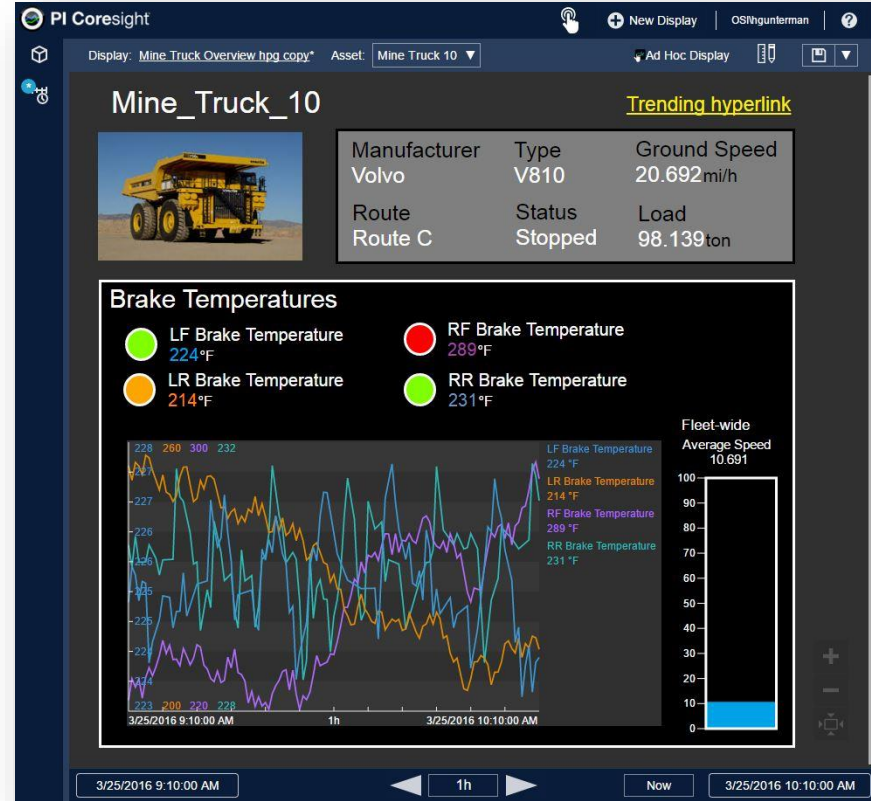 PI Coresight
New Display
OSI\hgunterman
?
Display: Mine Truck Overview hpg copy*
Asset: Mine Truck 10 ▼
Ad Hoc Display
Mine_Truck_10
Trending hyperlink
Manufacturer Type Ground Speed
Volvo V810 20.692mi/h
Route Status Load
Route C Stopped 98.139ton
Brake Temperatures
LF Brake Temperature
224°F
RF Brake Temperature
289°F
LR Brake Temperature
214°F
RR Brake Temperature
231°F
228 260 300 232
227
227
226
226
225
225
224
223 200 220 228
3/25/2016 9:10:00 AM 1h 3/25/2016 10:10:00 AM
LF Brake Temperature
224 °F
LR Brake Temperature
214 °F
RF Brake Temperature
289 °F
RR Brake Temperature
231 °F
Fleet-wide
Average Speed
10.691
100
90
80
70
60
50
40
30
20
10
0
3/25/2016 9:10:00 AM
1h
Now
3/25/2016 10:10:00 AM